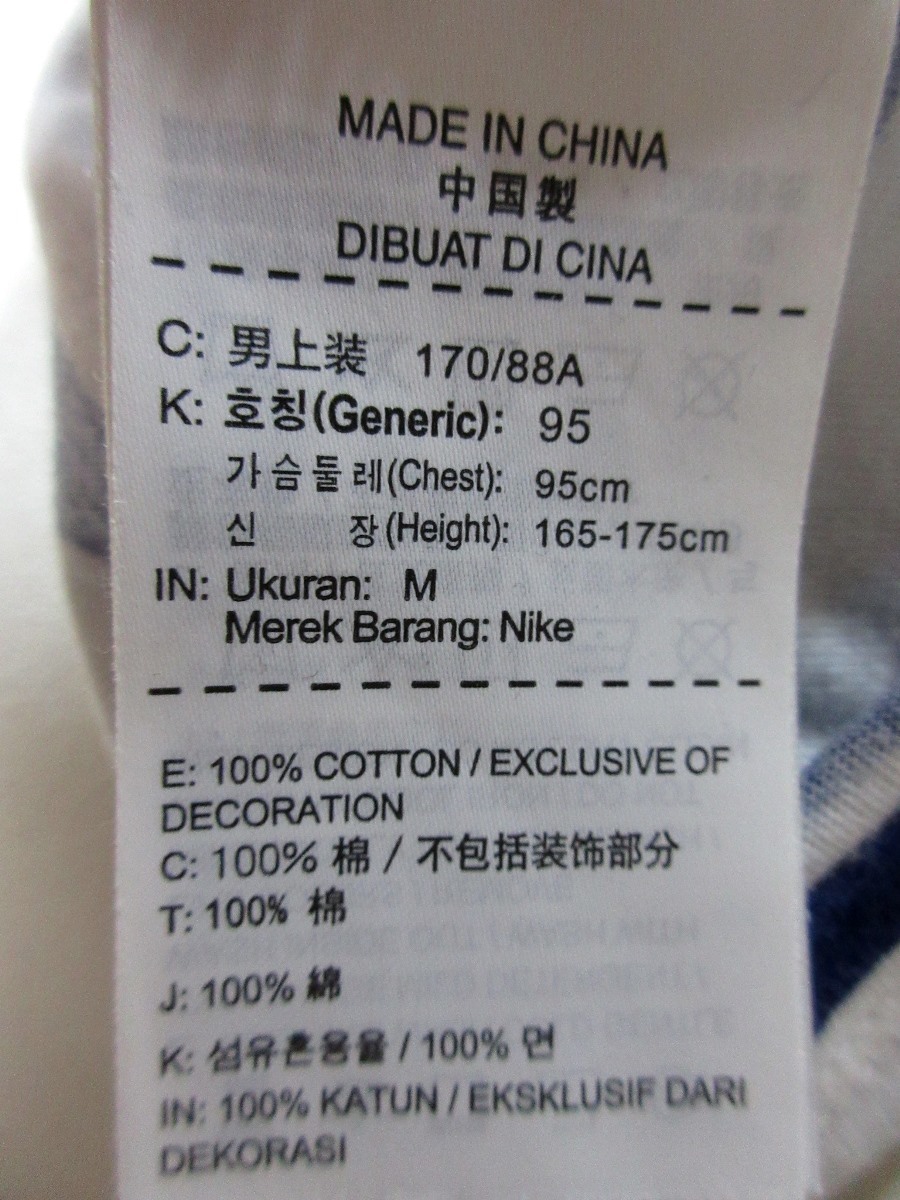 MADE IN CHINA
中国製
DIBUAT DI CINA
C: 男上装 170/88A
K: 호칭(Generic): 95
가슴둘레(Chest): 95cm
신 장(Height): 165-175cm
IN: Ukuran: M
Merek Barang: Nike
E: 100% COTTON / EXCLUSIVE OF
DECORATION
C: 100% 棉 / 不包括装饰部分
T: 100% 棉
J: 100% 綿
K: 섬유혼용율 / 100% 면
IN: 100% KATUN / EKSKLUSIF DARI
DEKORASI